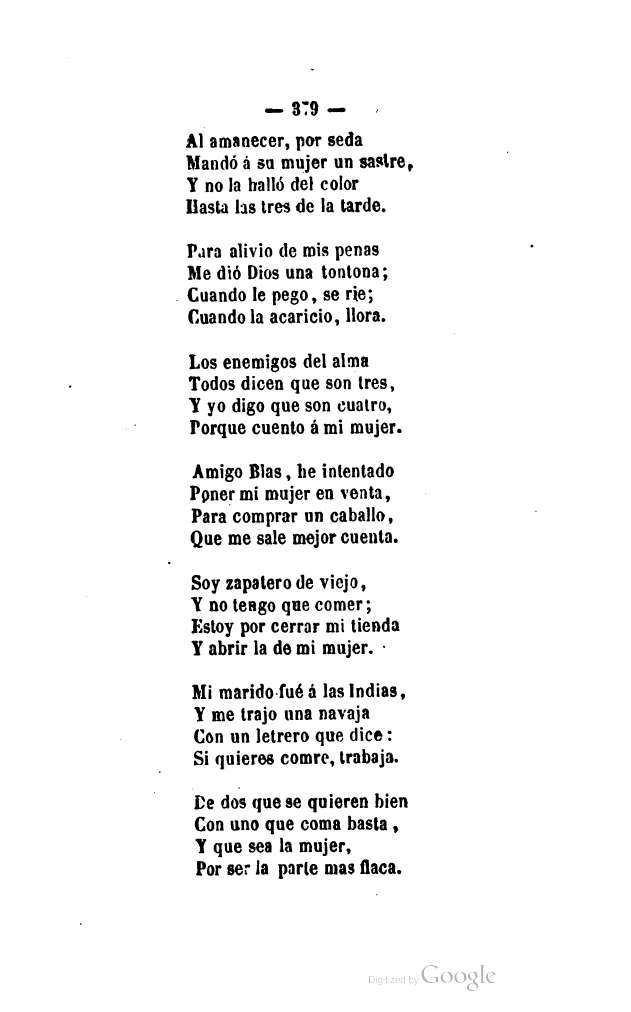 — 379 —
Al amanecer, por seda
Mandó á su mujer un sastre,
Y no la halló del color
Hasta las tres de la tarde.
Para alivio de mis penas
Me dió Dios una tontona;
Cuando le pego, se rie;
Cuando la acaricio, llora.
Los enemigos del alma
Todos dicen que son tres,
Y yo digo que son cuatro,
Porque cuento á mi mujer.
Amigo Blas, he intentado
Poner mi mujer en venta,
Para comprar un caballo,
Que me sale mejor cuenta.
Soy zapatero de viejo,
Y no tengo que comer;
Estoy por cerrar mi tienda
Y abrir la de mi mujer.
Mi marido fué á las Indias,
Y me trajo una navaja
Con un letrero que dice:
Si quieres comre, trabaja.
De dos que se quieren bien
Con uno que coma basta,
Y que sea la mujer,
Por ser la parte mas flaca.
Digitized by Google